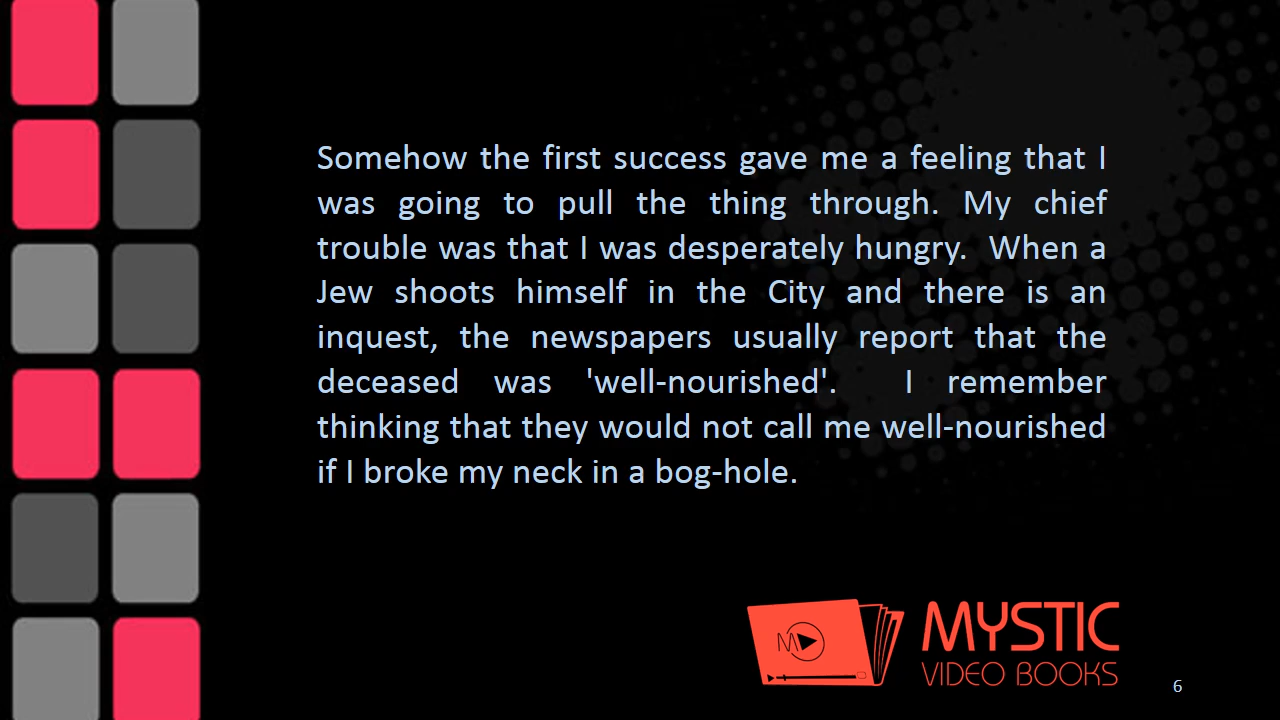 Somehow the first success gave me a feeling that I
was going to pull the thing through. My chief
trouble was that I was desperately hungry.  When a
Jew shoots himself in the City and there is an
inquest, the newspapers usually report that the
deceased was 'well-nourished'.  I remember
thinking that they would not call me well-nourished
if I broke my neck in a bog-hole.
M
MYSTIC
VIDEO BOOKS
6